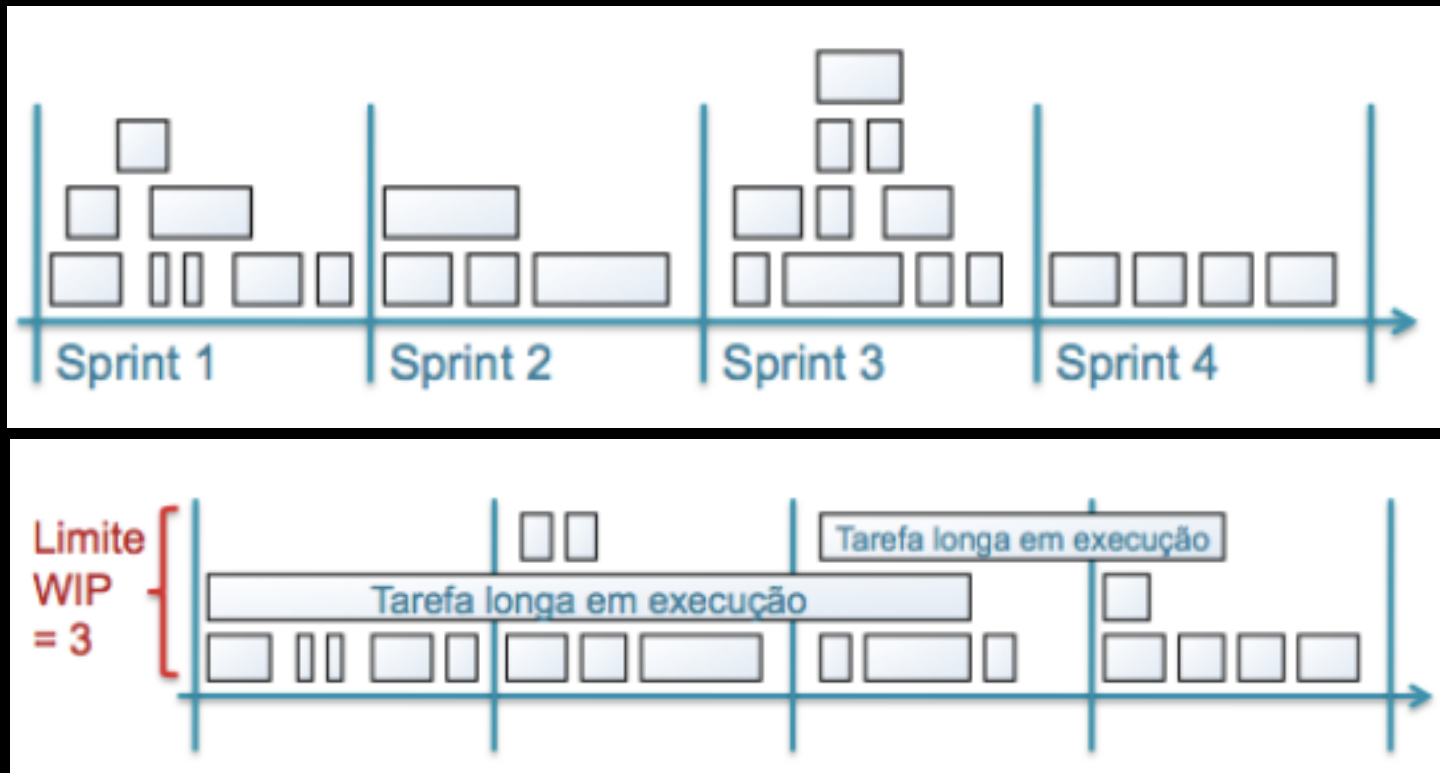 Sprint 1
Sprint 2
Sprint 3
Sprint 4
Limite
WIP
= 3
Tarefa longa em execução
Tarefa longa em execução